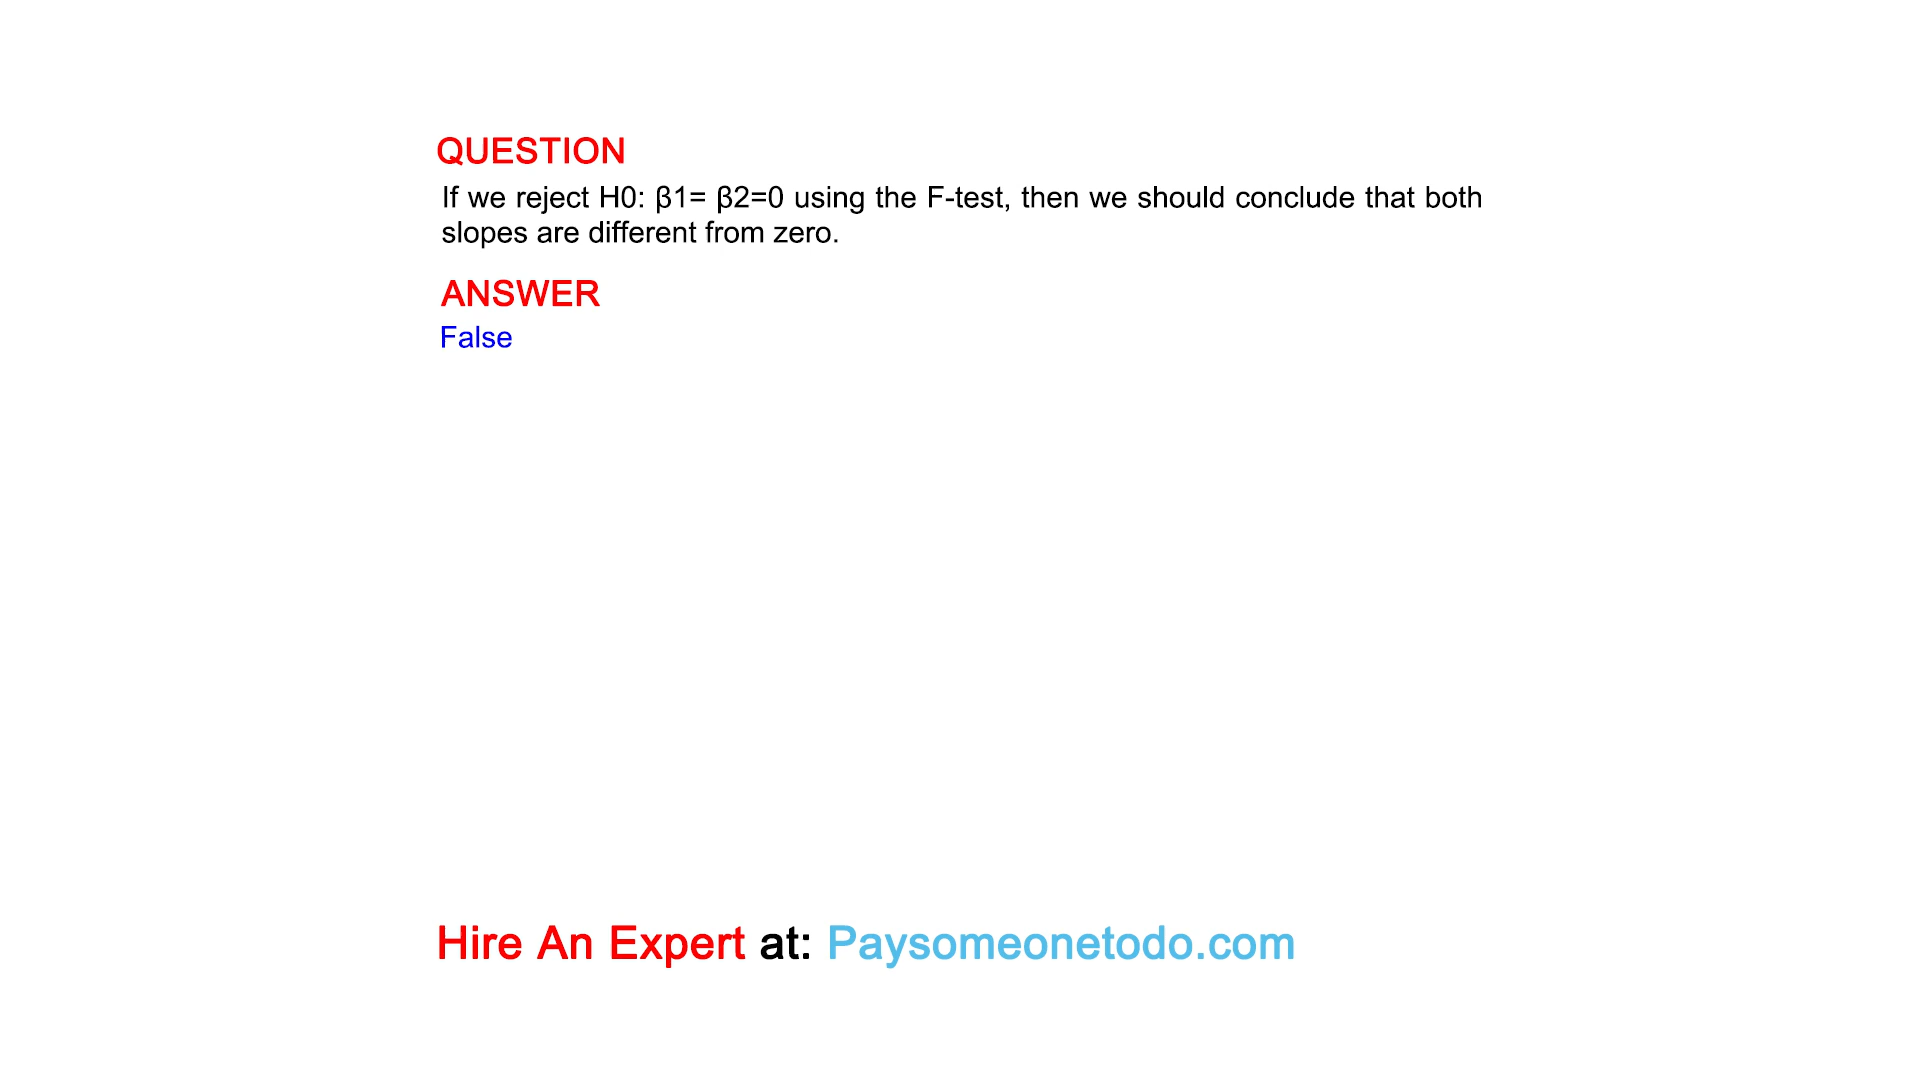 QUESTION
If we reject H0: β1= β2=0 using the F-test, then we should conclude that both
slopes are different from zero.
ANSWER
False
Hire An Expert at: Paysomeonetodo.com